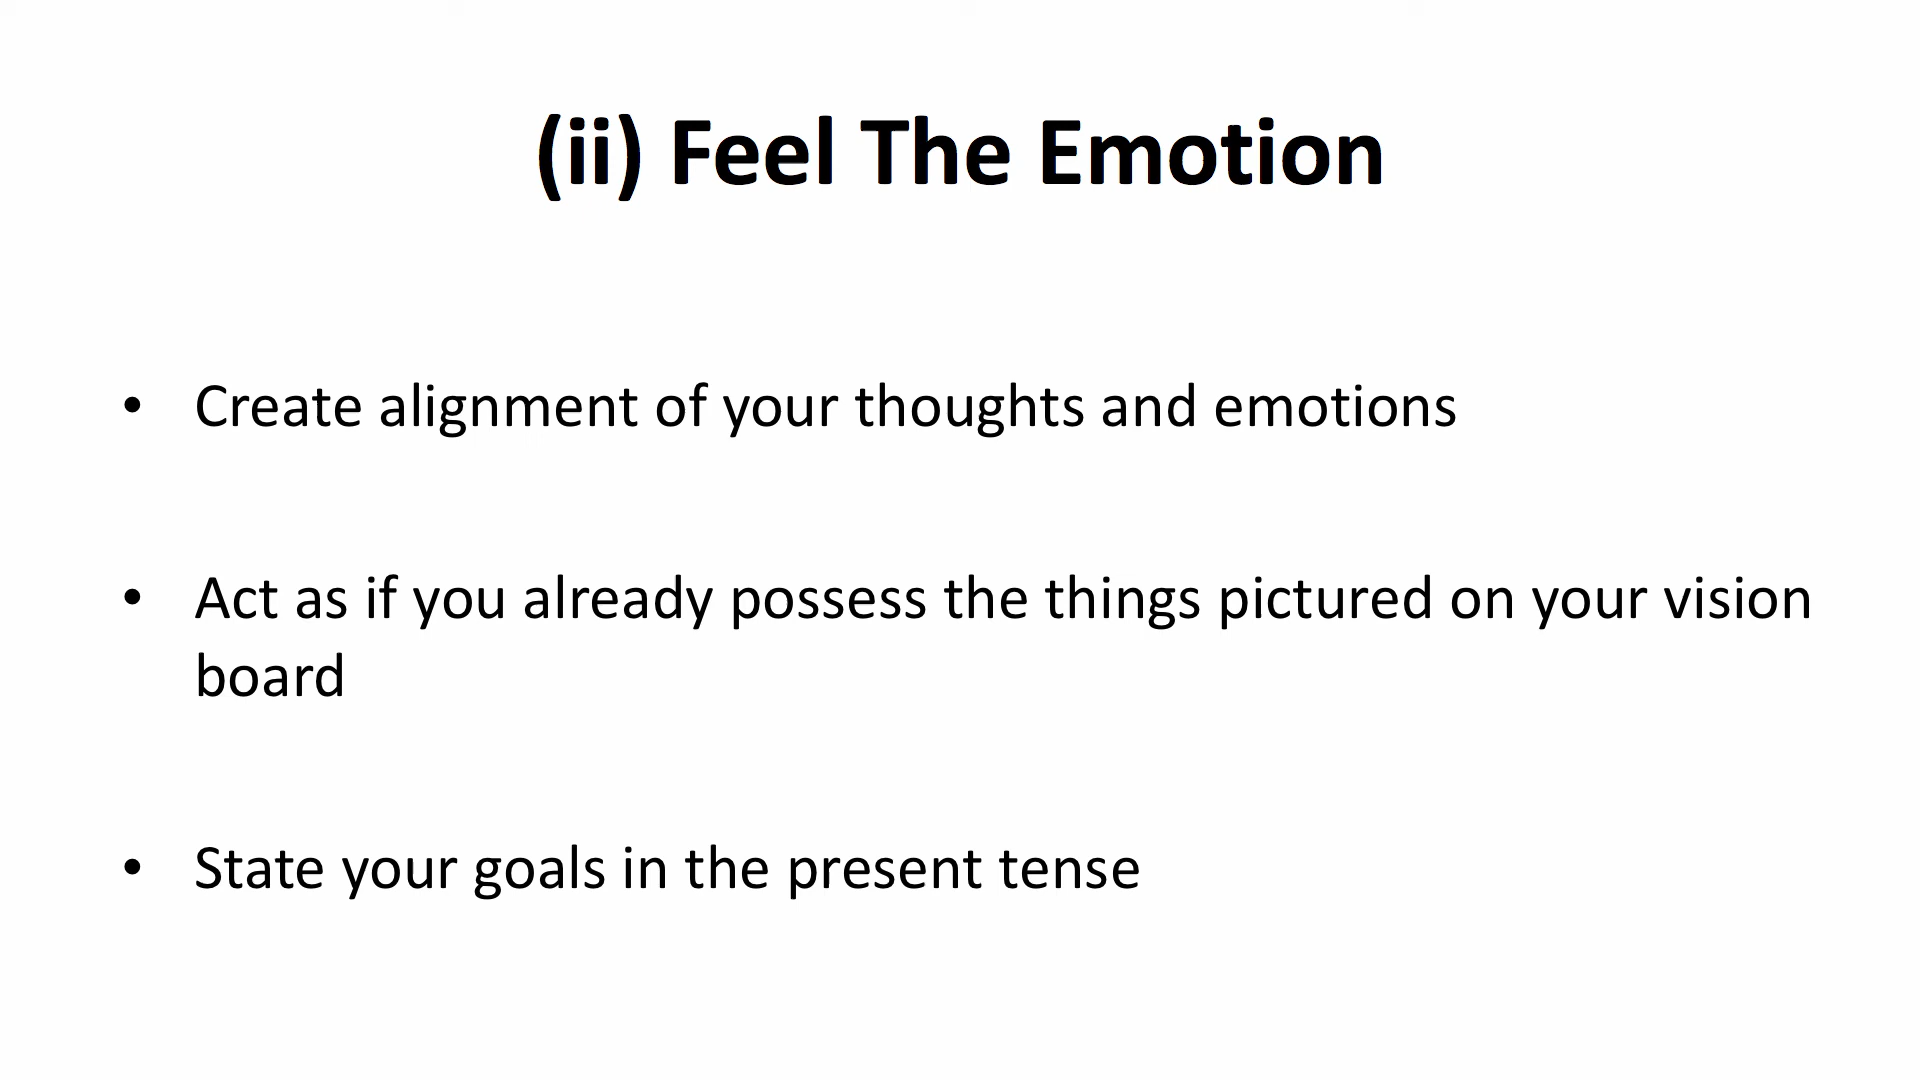 (ii) Feel The Emotion
• Create alignment of your thoughts and emotions
• Act as if you already possess the things pictured on your vision
board
• State your goals in the present tense